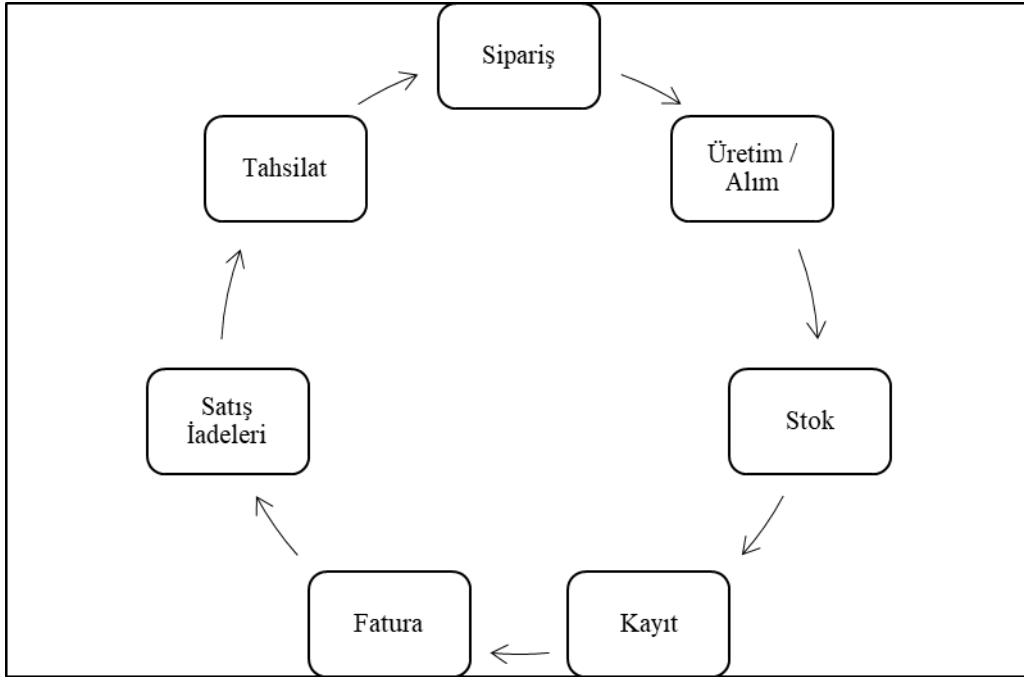 Sipariş
Üretim /
Alım
Stok
Kayıt
Fatura
Satış
İadeleri
Tahsilat